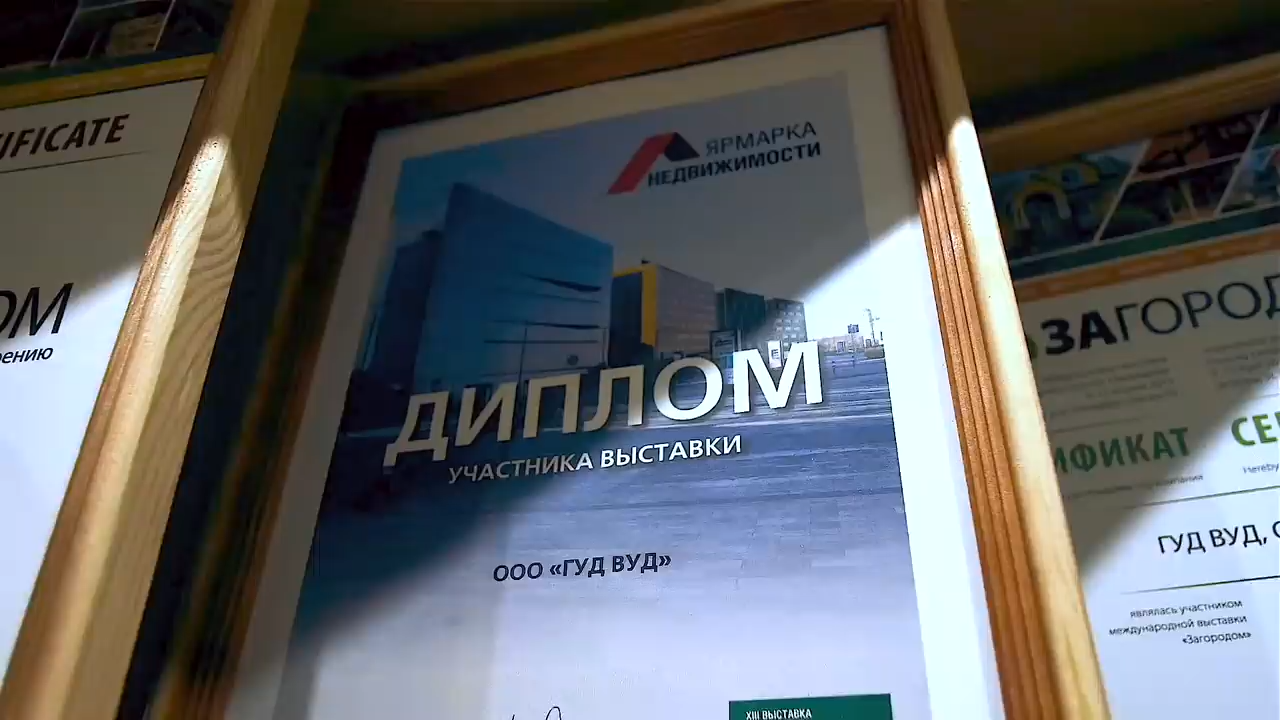 IFICATE
ОМ
рению
ЯРМАРКА
НЕДВИЖИМОСТИ
ДИПЛОМ
УЧАСТНИКА ВЫСТАВКИ
ООО «ГУД ВУД»
XIII ВЫСТАВКА
ЗАГОРОД
ИФИКАТ
СЕ
Hereby
ГУД ВУД, О
являлась участником
международной выставки
«Загородом»